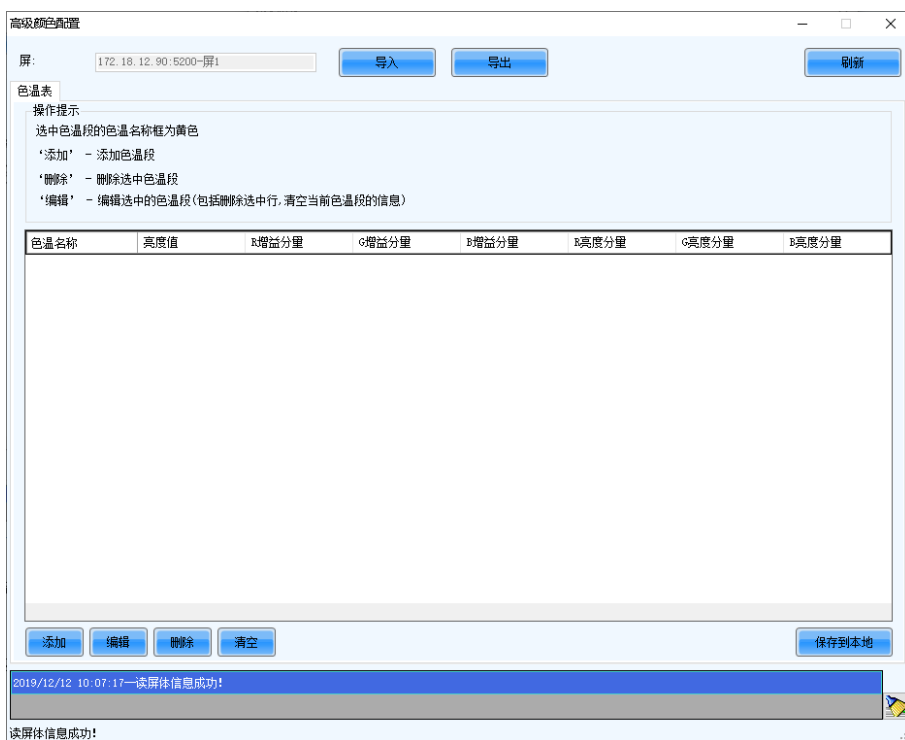 高级颜色配置
屏: 172.18.12.90:5200-屏1 导入 导出 刷新
色温表
操作提示
选中色温段的色温名称框为黄色
‘添加’ - 添加色温段
‘删除’ - 删除选中色温段
‘编辑’ - 编辑选中的色温段(包括删除选中行,清空当前色温段的信息)
色温名称 亮度值 R增益分量 G增益分量 B增益分量 R亮度分量 G亮度分量 B亮度分量
添加 编辑 删除 清空 保存到本地
2019/12/12 10:07:17—读屏体信息成功!
读屏体信息成功!